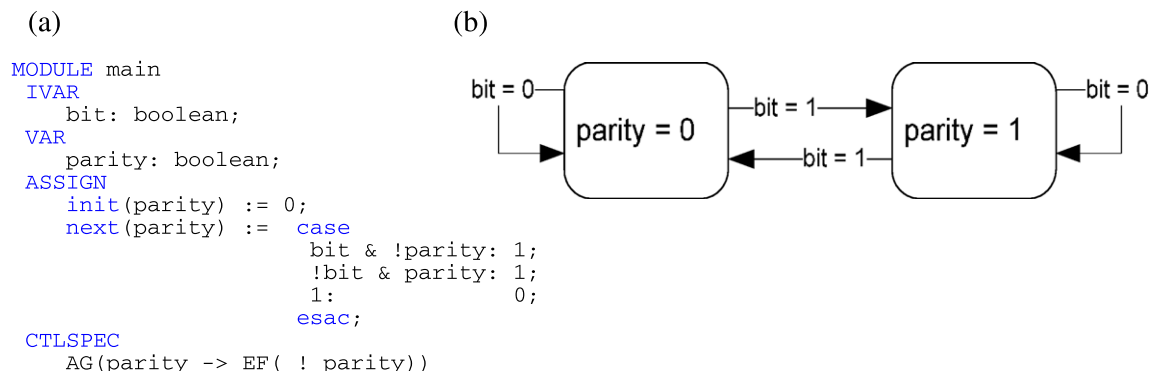 (a)
MODULE main
IVAR
bit: boolean;
VAR
parity: boolean;
ASSIGN
init(parity) := 0;
next(parity) := case
bit & !parity: 1;
!bit & parity: 1;
1: 0;
esac;
CTLSPEC
AG(parity -> EF( ! parity))
(b)
bit = 0
parity = 0
bit = 1
bit = 1
parity = 1
bit = 0